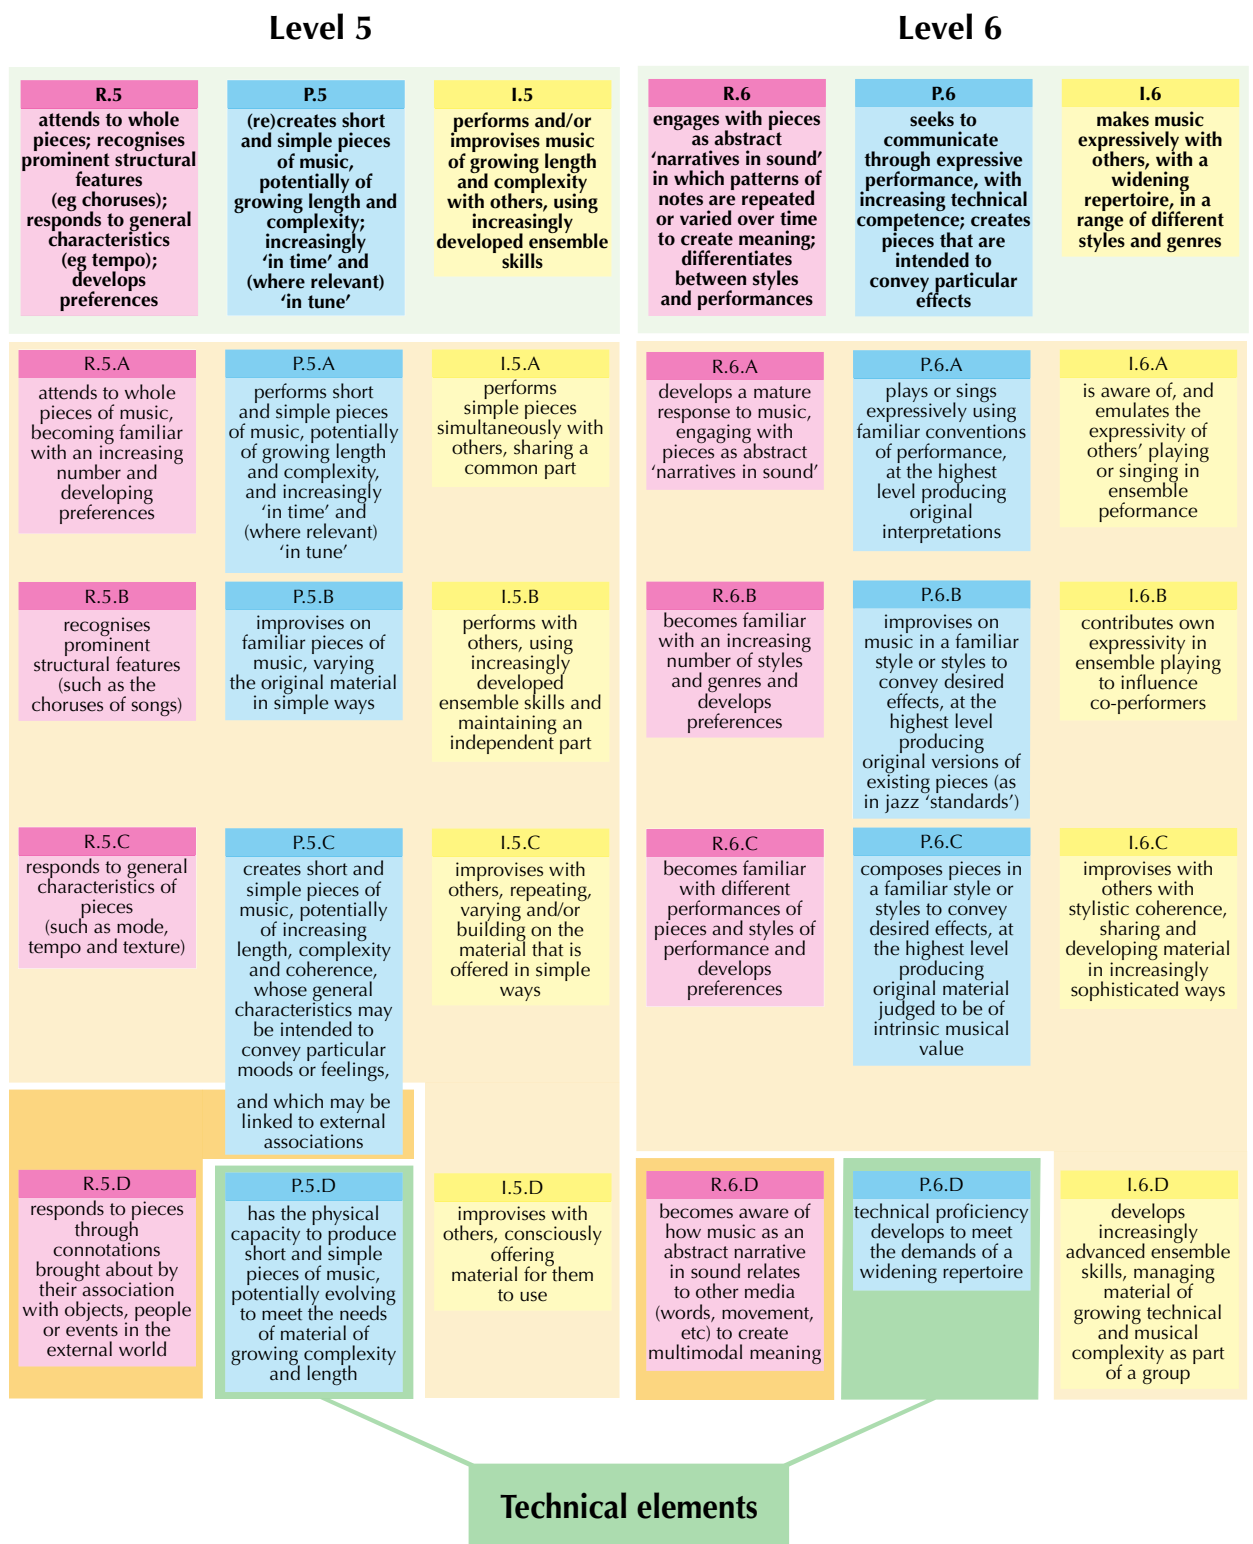 Level 5
Level 6
R.5
attends to whole
pieces; recognises
prominent structural
features
(eg choruses);
responds to general
characteristics
(eg tempo);
develops
preferences
P.5
(re)creates short
and simple pieces
of music,
potentially of
growing length and
complexity;
increasingly
‘in time’ and
(where relevant)
‘in tune’
I.5
performs and/or
improvises music
of growing length
and complexity
with others, using
increasingly
developed ensemble
skills
R.6
engages with pieces
as abstract
‘narratives in sound’
in which patterns of
notes are repeated
or varied over time
to create meaning;
differentiates
between styles
and performances
P.6
seeks to
communicate
through expressive
performance, with
increasing technical
competence; creates
pieces that are
intended to
convey particular
effects
I.6
makes music
expressively with
others, with a
widening
repertoire, in a
range of different
styles and genres
R.5.A
attends to whole
pieces of music,
becoming familiar
with an increasing
number and
developing
preferences
P.5.A
performs short
and simple pieces
of music, potentially
of growing length
and complexity,
and increasingly
‘in time’ and
(where relevant)
‘in tune’
I.5.A
performs
simple pieces
simultaneously with
others, sharing a
common part
R.6.A
develops a mature
response to music,
engaging with
pieces as abstract
‘narratives in sound’
P.6.A
plays or sings
expressively using
familiar conventions
of performance,
at the highest
level producing
original
interpretations
I.6.A
is aware of, and
emulates the
expressivity of
others’ playing
or singing in
ensemble
peformance
R.5.B
recognises
prominent
structural features
(such as the
choruses of songs)
P.5.B
improvises on
familiar pieces of
music, varying
the original material
in simple ways
I.5.B
performs with
others, using
increasingly
developed
ensemble skills and
maintaining an
independent part
R.6.B
becomes familiar
with an increasing
number of styles
and genres and
develops
preferences
P.6.B
improvises on
music in a familiar
style or styles to
convey desired
effects, at the
highest level
producing
original versions of
existing pieces (as
in jazz ‘standards’)
I.6.B
contributes own
expressivity in
ensemble playing
to influence
co-performers
R.5.C
responds to general
characteristics of
pieces
(such as mode,
tempo and texture)
P.5.C
creates short and
simple pieces of
music, potentially
of increasing
length, complexity
and coherence,
whose general
characteristics may
be intended to
convey particular
moods or feelings,
and which may be
linked to external
associations
I.5.C
improvises with
others, repeating,
varying and/or
building on the
material that is
offered in simple
ways
R.6.C
becomes familiar
with different
performances of
pieces and styles of
performance and
develops
preferences
P.6.C
composes pieces in
a familiar style or
styles to convey
desired effects, at
the highest level
producing
original material
judged to be of
intrinsic musical
value
I.6.C
improvises with
others with
stylistic coherence,
sharing and
developing material
in increasingly
sophisticated ways
R.5.D
responds to pieces
through
connotations
brought about by
their association
with objects, people
or events in the
external world
P.5.D
has the physical
capacity to produce
short and simple
pieces of music,
potentially evolving
to meet the needs
of material of
growing complexity
and length
I.5.D
improvises with
others, consciously
offering
material for them
to use
R.6.D
becomes aware of
how music as an
abstract narrative
in sound relates
to other media
(words, movement,
etc) to create
multimodal meaning
P.6.D
technical proficiency
develops to meet
the demands of a
widening repertoire
I.6.D
develops
increasingly
advanced ensemble
skills, managing
material of
growing technical
and musical
complexity as part
of a group
Technical elements